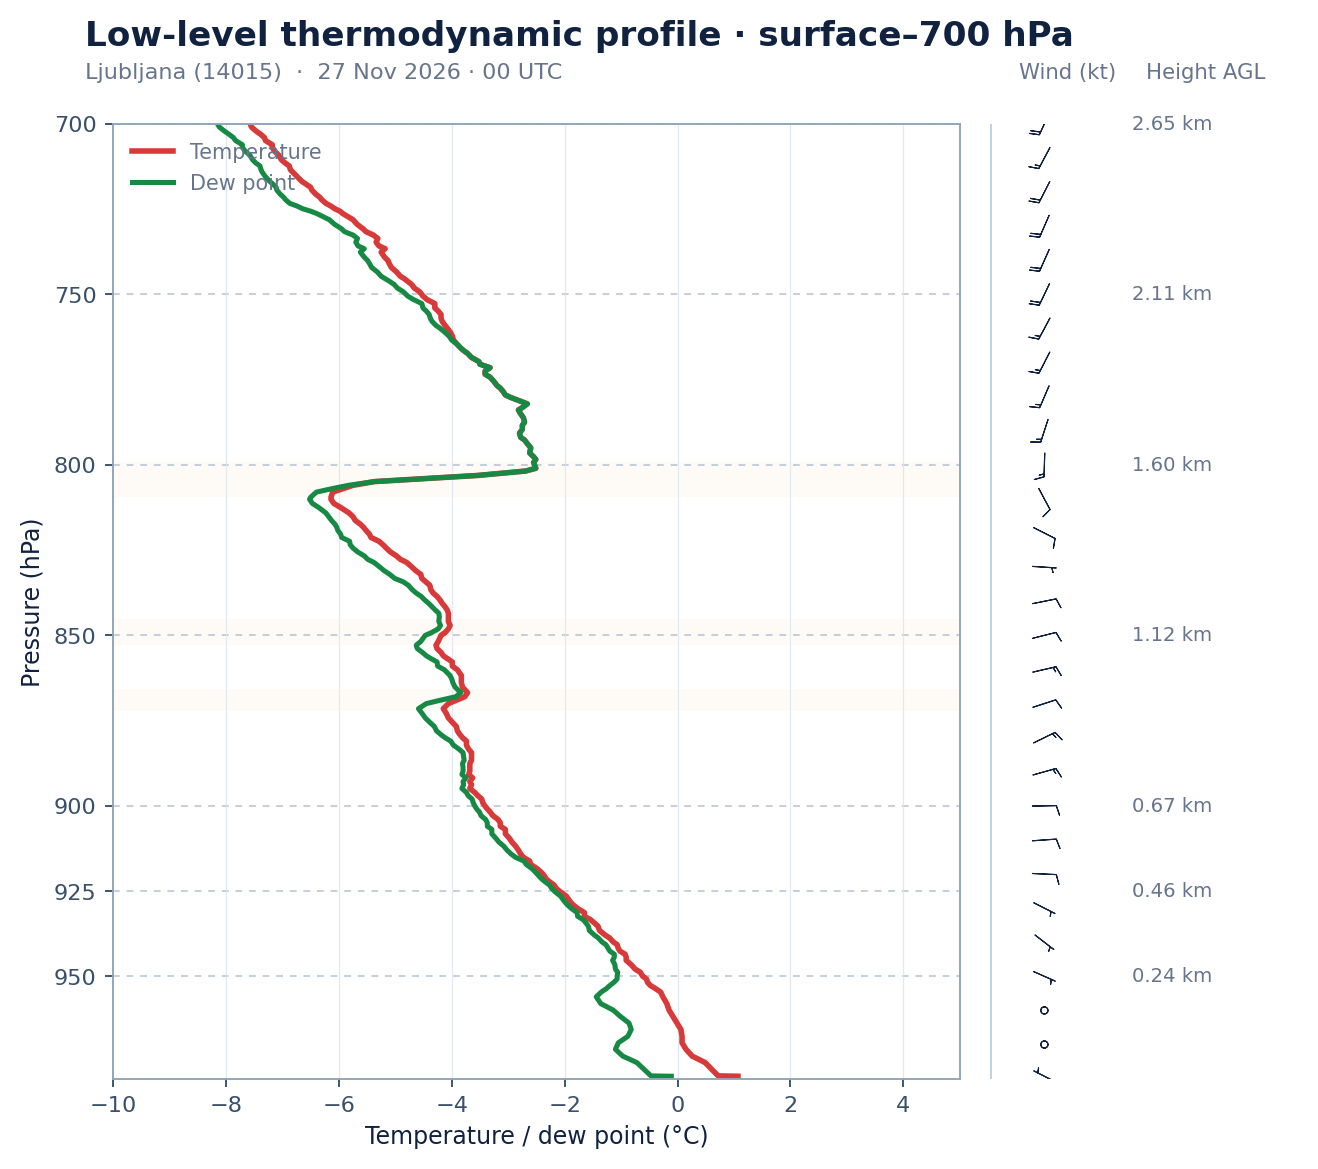 Low-level thermodynamic profile · surface–700 hPa
Ljubljana (14015)  ·  27 Nov 2026 · 00 UTC
Wind (kt)
Height AGL
Temperature
Dew point
700
750
800
850
900
925
950
Pressure (hPa)
−10
−8
−6
−4
−2
0
2
4
Temperature / dew point (°C)
2.65 km
2.11 km
1.60 km
1.12 km
0.67 km
0.46 km
0.24 km